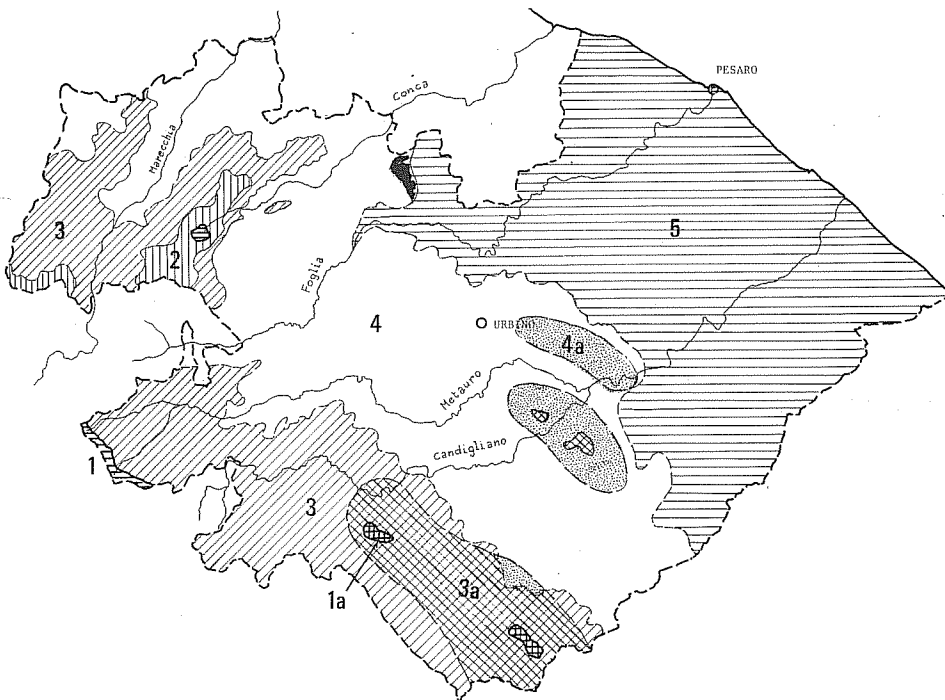 PESARO
Conca
Marecchia
3
5
2
Foglia
4
URBINO
4a
Metauro
Candigliano
1
3
3a
1a